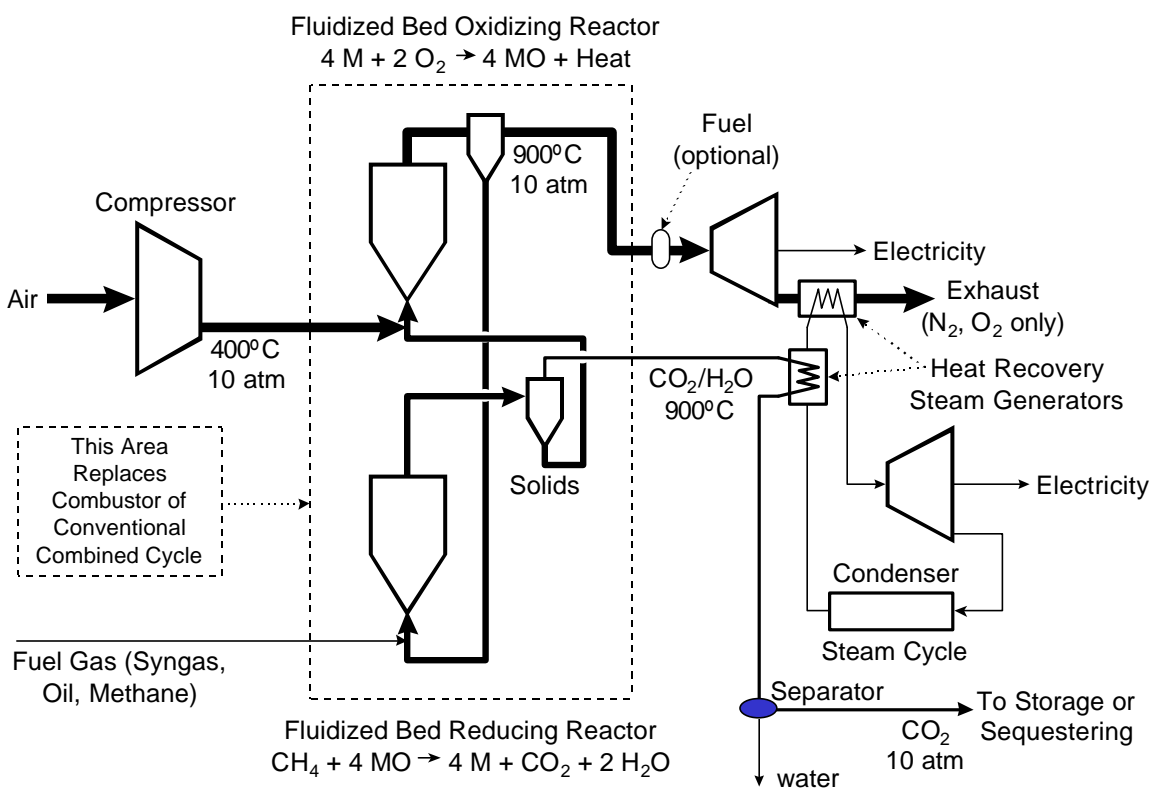 Fluidized Bed Oxidizing Reactor
4 M + 2 O₂ → 4 MO + Heat
Fuel
(optional)
900ºC
10 atm
Compressor
Electricity
Air
Exhaust
(N₂, O₂ only)
400ºC
10 atm
CO₂/H₂O
900ºC
Heat Recovery
Steam Generators
This Area
Replaces
Combustor of
Conventional
Combined Cycle
Solids
Electricity
Condenser
Steam Cycle
Fuel Gas (Syngas,
Oil, Methane)
Separator
To Storage or
Sequestering
CO₂
10 atm
Fluidized Bed Reducing Reactor
CH₄ + 4 MO → 4 M + CO₂ + 2 H₂O
water